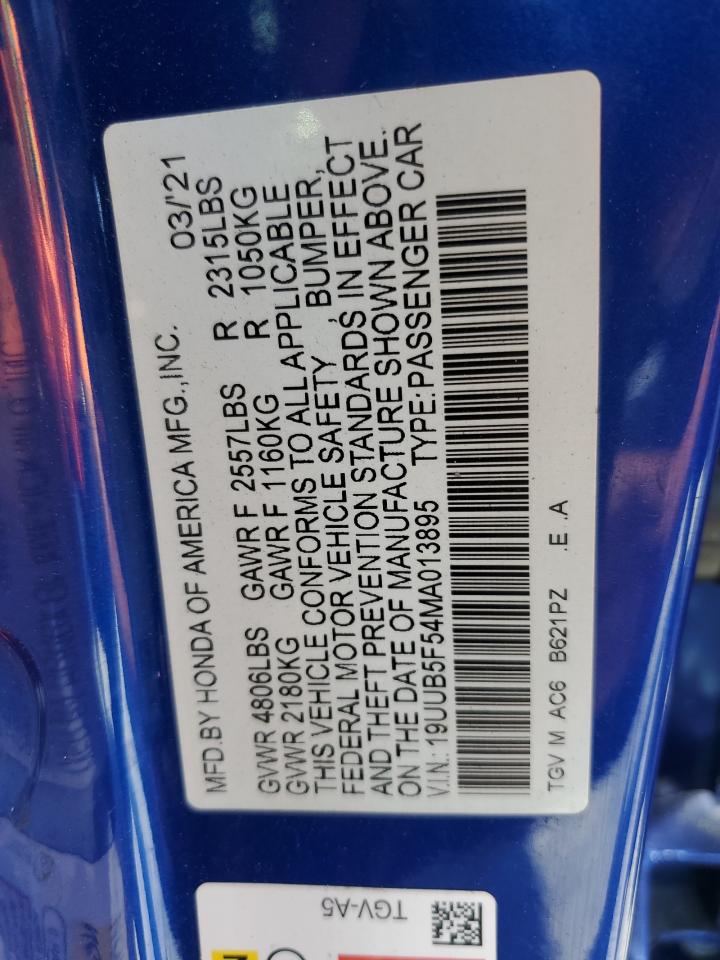 MFD.BY HONDA OF AMERICA MFG.,INC. 03/'21
GVWR 4806LBS GAWR F 2557LBS R 2315LBS
GVWR 2180KG GAWR F 1160KG R 1050KG
THIS VEHICLE CONFORMS TO ALL APPLICABLE
FEDERAL MOTOR VEHICLE SAFETY , BUMPER,
AND THEFT PREVENTION STANDARDS IN EFFECT
ON THE DATE OF MANUFACTURE SHOWN ABOVE.
V.I.N.: 19UUB5F54MA013895 TYPE:PASSENGER CAR
TGV M AC6 B621PZ .E .A
TGV-A5